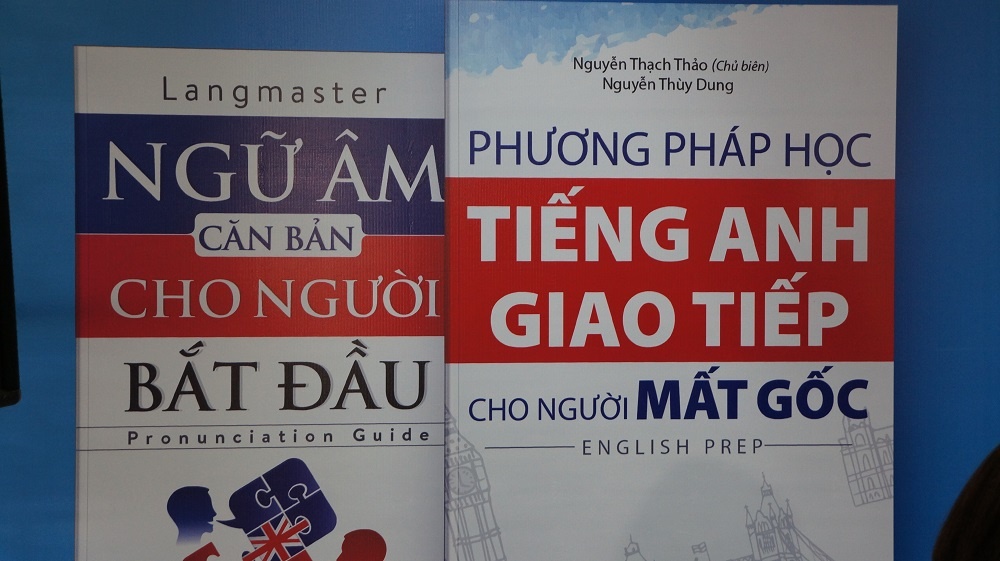 Langmaster
NGỮ ÂM
CĂN BẢN
CHO NGƯỜI
BẮT ĐẦU
Pronunciation Guide
Nguyễn Thạch Thảo (Chủ biên)
Nguyễn Thùy Dung
PHƯƠNG PHÁP HỌC
TIẾNG ANH
GIAO TIẾP
CHO NGƯỜI MẤT GỐC
ENGLISH PREP